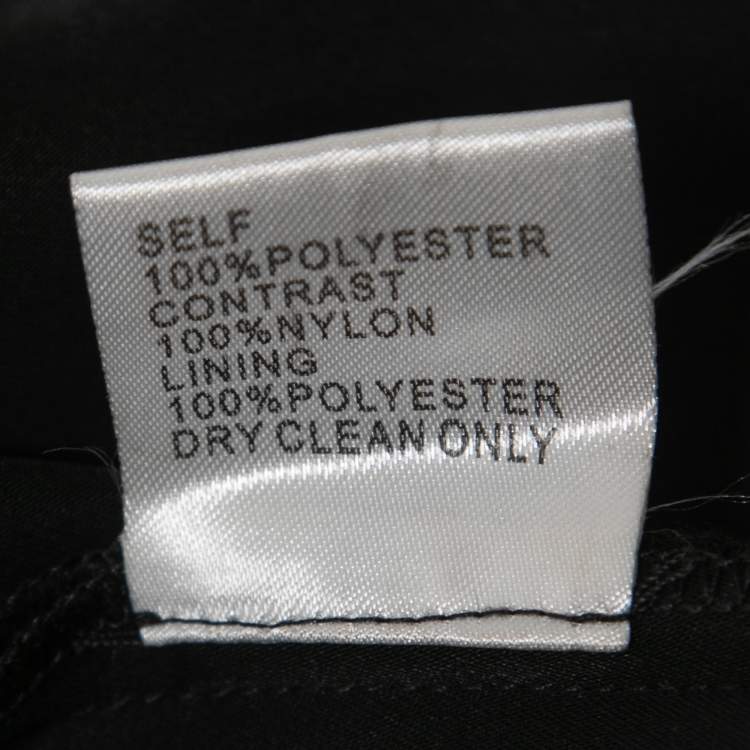 SELF
100%POLYESTER
CONTRAST
100%NYLON
LINING
100%POLYESTER
DRY CLEAN ONLY